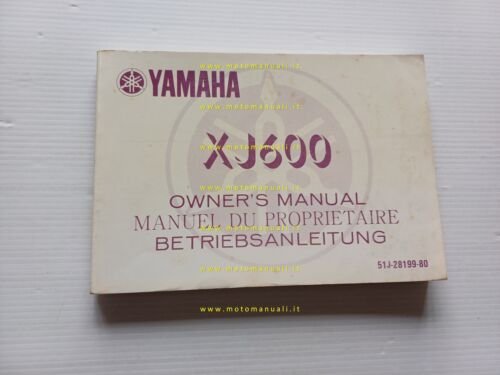 www.motomanuali.it
YAMAHA
www.motomanuali.it
XJ600
www.motomanuali.it
OWNER'S MANUAL
www.motomanuali.it
MANUEL DU PROPRIETAIRE
BETRIEBSANLEITUNG
www.motomanuali.it
51J-28199-80
www.motomanuali.it